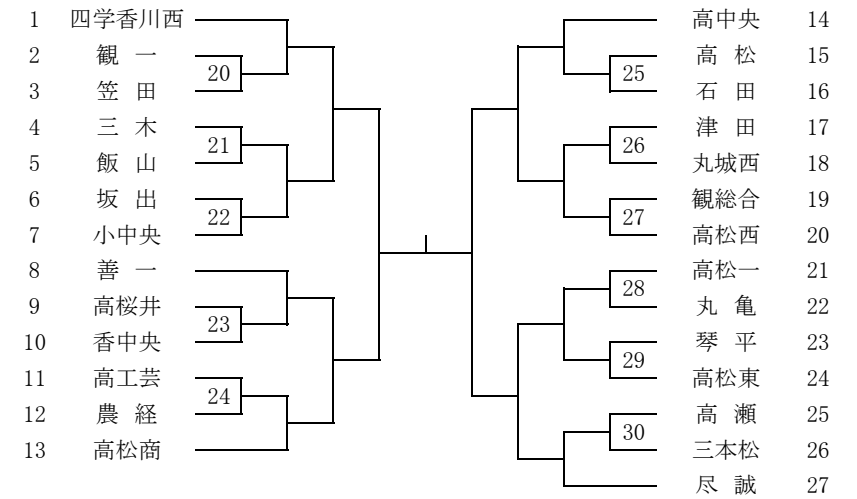 1 四学香川西
2 観 一
20
3 笠 田
4 三 木
21
5 飯 山
6 坂 出
22
7 小中央
8 善 一
9 高桜井
23
10 香中央
11 高工芸
24
12 農 経
13 高松商
高中央 14
高 松 15
25
石 田 16
津 田 17
26
丸城西 18
観総合 19
27
高松西 20
高松一 21
28
丸 亀 22
琴 平 23
29
高松東 24
高 瀬 25
30
三本松 26
尽 誠 27